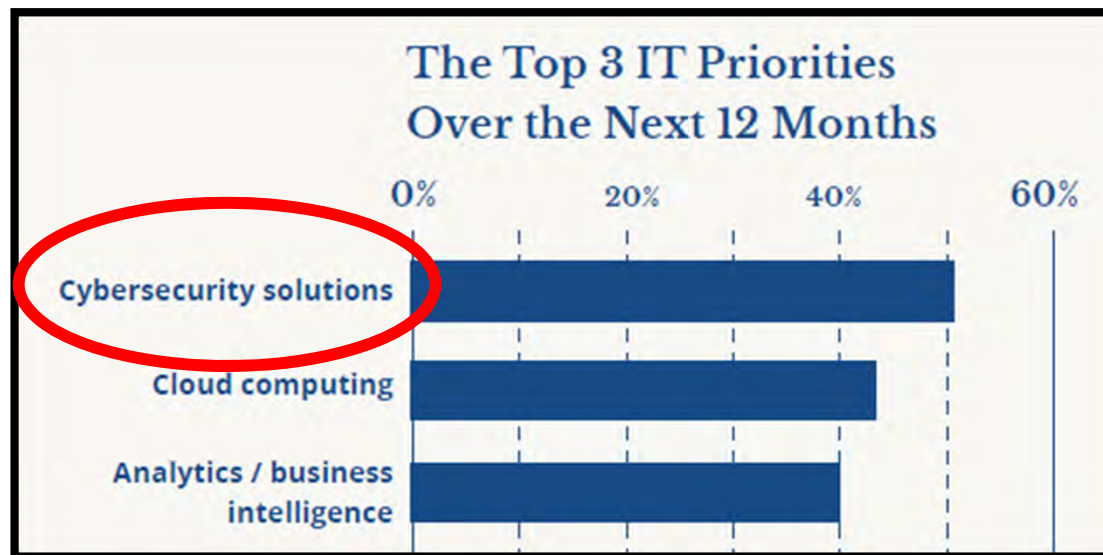 The Top 3 IT Priorities
Over the Next 12 Months
0% 20% 40% 60%
Cybersecurity solutions
Cloud computing
Analytics / business
intelligence